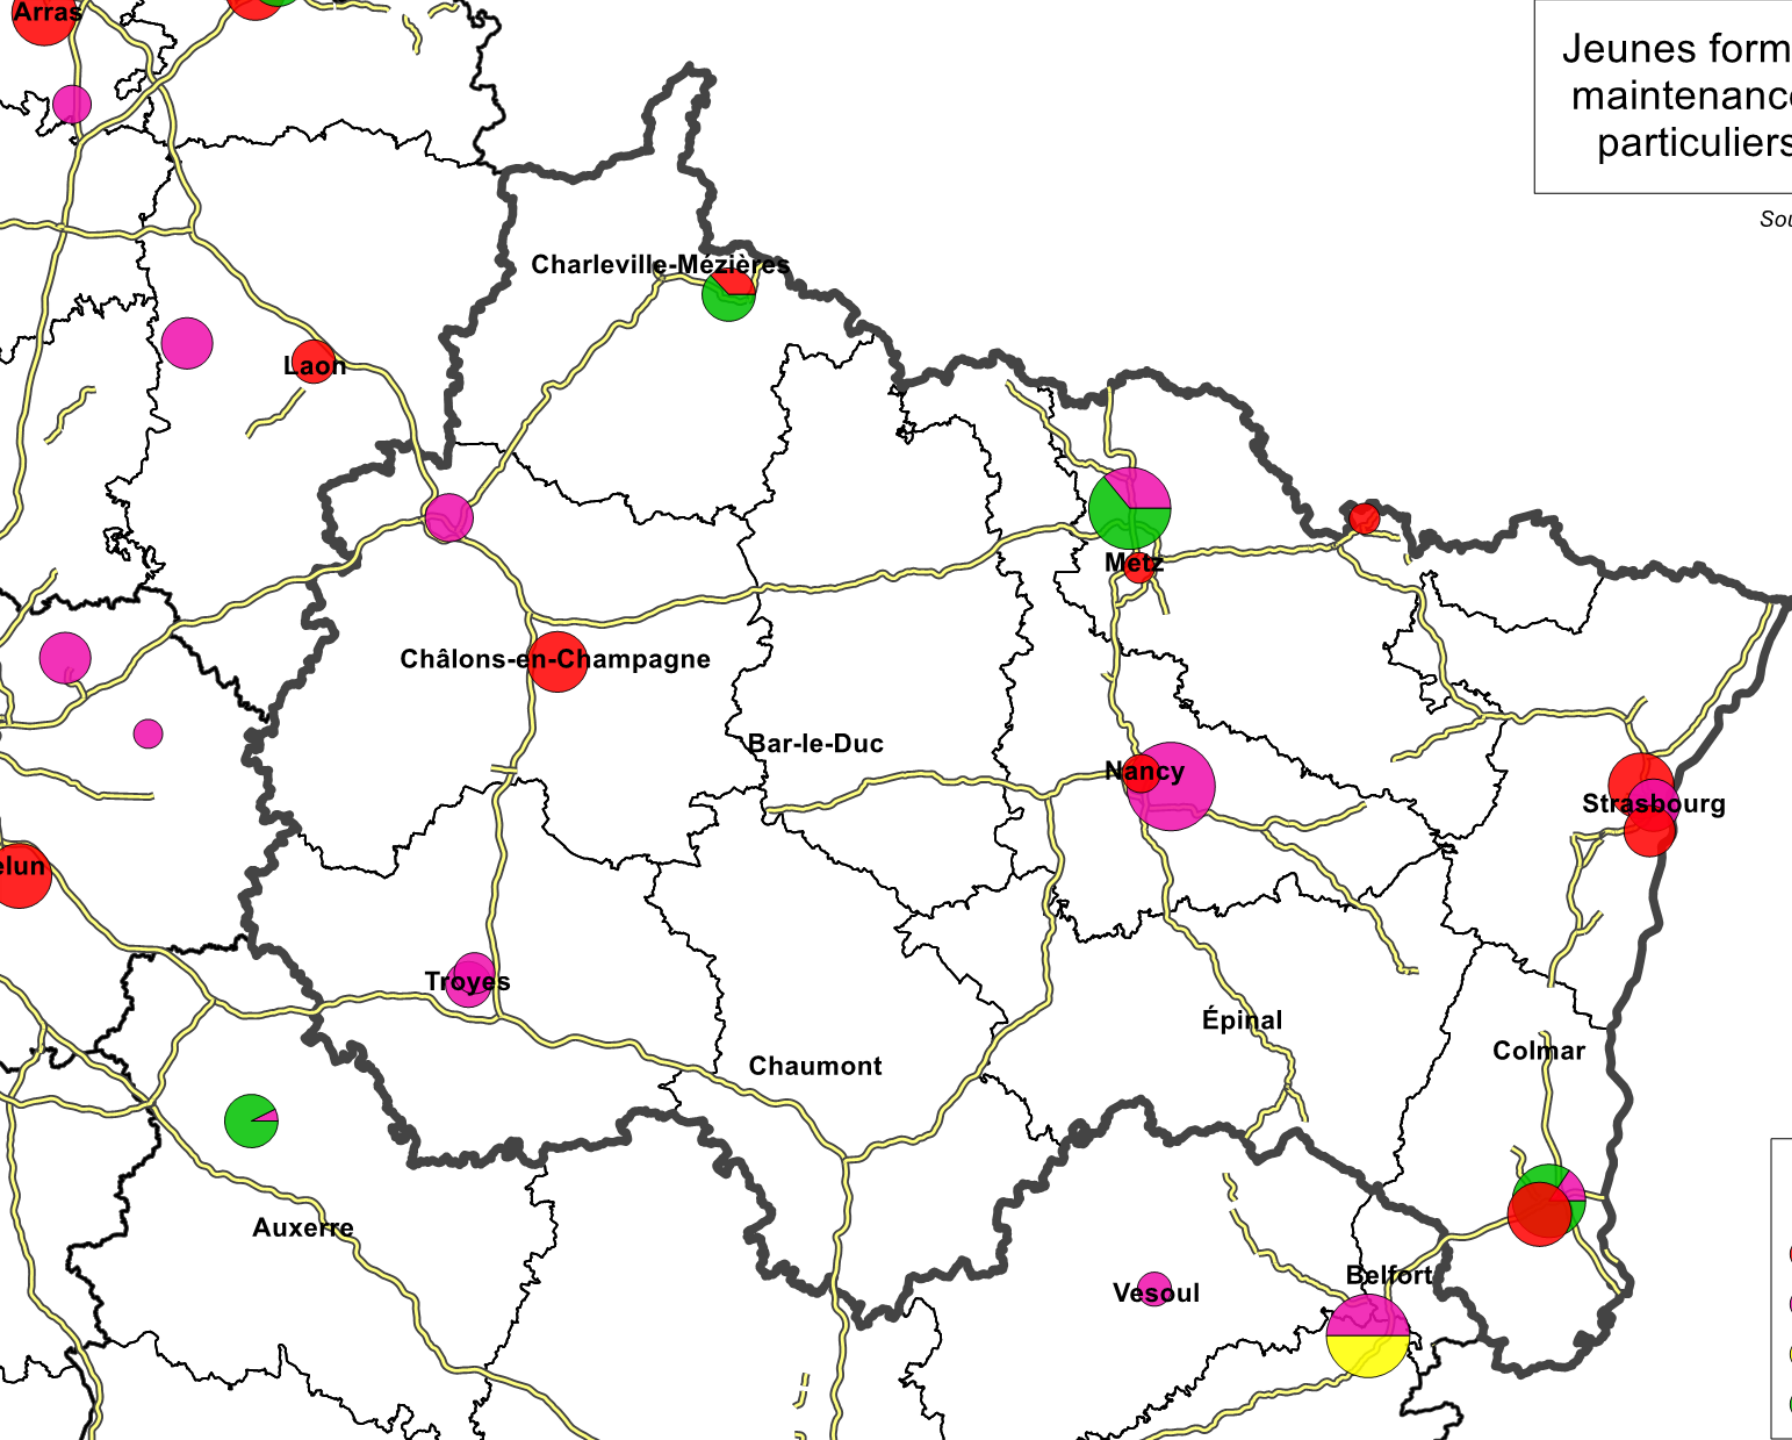 Arras
Jeunes form
maintenance
particuliers
Sou
Charleville-Mézières
Laon
Metz
Châlons-en-Champagne
Bar-le-Duc
Nancy
Strasbourg
elun
Troyes
Épinal
Colmar
Chaumont
Auxerre
Belfort
Vesoul